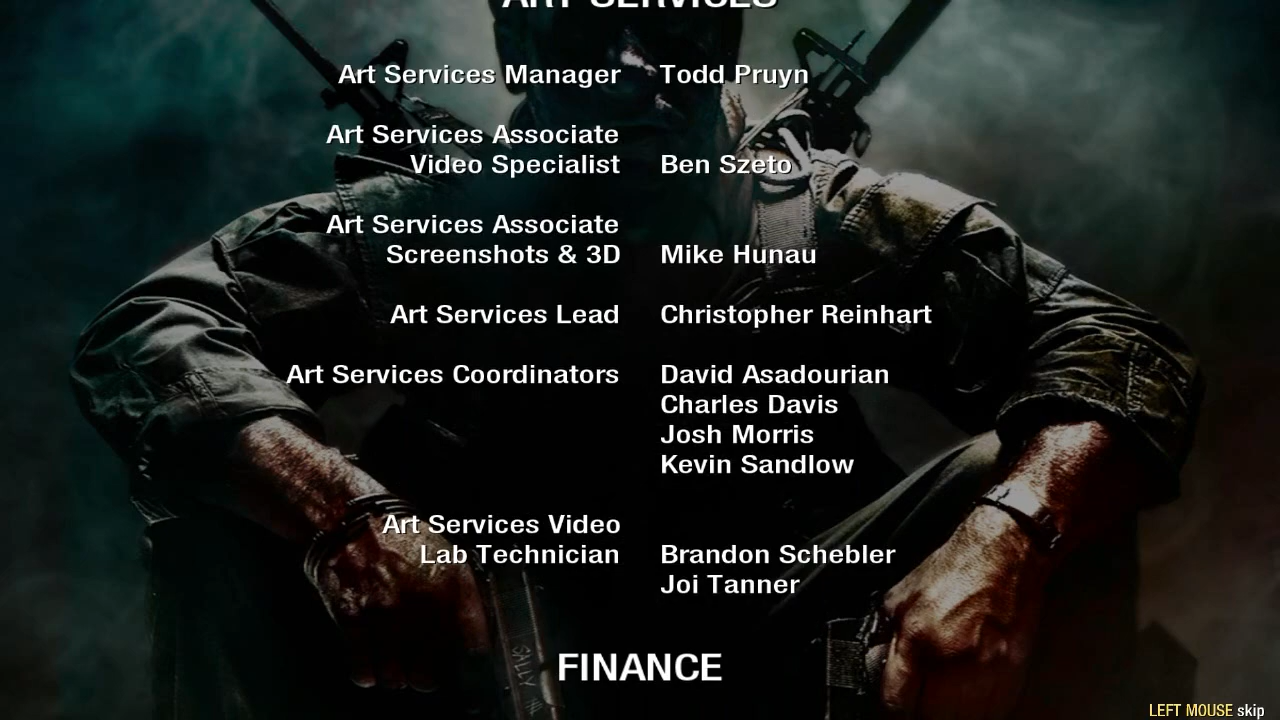 ART SERVICES
Art Services Manager Todd Pruyn
Art Services Associate
Video Specialist Ben Szeto
Art Services Associate
Screenshots & 3D Mike Hunau
Art Services Lead Christopher Reinhart
Art Services Coordinators David Asadourian
Charles Davis
Josh Morris
Kevin Sandlow
Art Services Video
Lab Technician Brandon Schebler
Joi Tanner
FINANCE
LEFT MOUSE skip